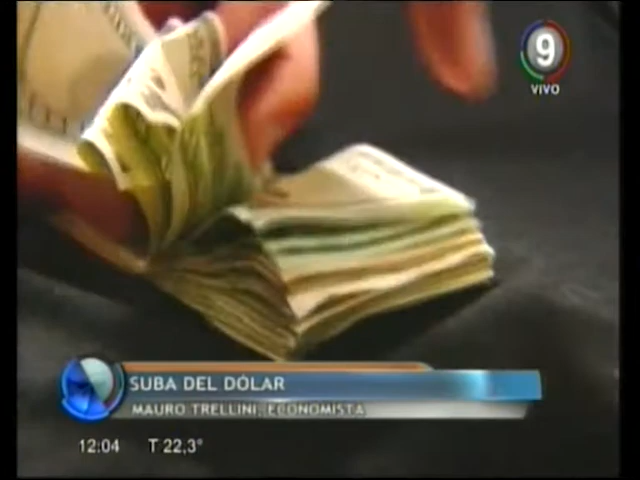 9
VIVO
SUBA DEL DÓLAR
MAURO TRELLINI, ECONOMISTA
12:04 T 22,3°